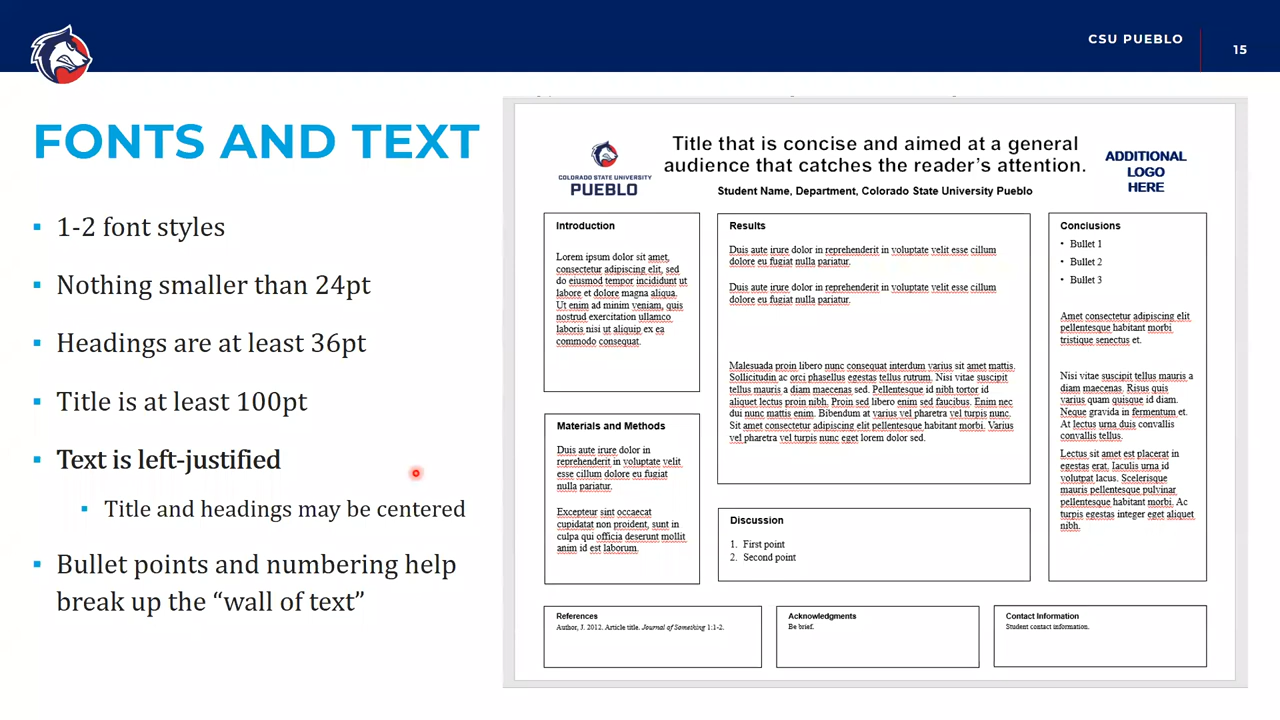 CSU PUEBLO
15
FONTS AND TEXT
1-2 font styles
Nothing smaller than 24pt
Headings are at least 36pt
Title is at least 100pt
Text is left-justified
Title and headings may be centered
Bullet points and numbering help
break up the “wall of text”
COLORADO STATE UNIVERSITY
PUEBLO
Title that is concise and aimed at a general
audience that catches the reader’s attention.
Student Name, Department, Colorado State University Pueblo
ADDITIONAL
LOGO
HERE
Introduction
Lorem ipsum dolor sit amet,
consectetur adipiscing elit, sed
do eiusmod tempor incididunt ut
labore et dolore magna aliqua.
Ut enim ad minim veniam, quis
nostrud exercitation ullamco
laboris nisi ut aliquip ex ea
commodo consequat.
Materials and Methods
Duis aute irure dolor in
reprehenderit in voluptate velit
esse cillum dolore eu fugiat
nulla pariatur.
Excepteur sint occaecat
cupidatat non proident, sunt in
culpa qui officia deserunt mollit
anim id est laborum.
Results
Duis aute irure dolor in reprehenderit in voluptate velit esse cillum
dolore eu fugiat nulla pariatur.
Duis aute irure dolor in reprehenderit in voluptate velit esse cillum
dolore eu fugiat nulla pariatur.
Malesuada proin libero nunc consequat interdum varius sit amet mattis.
Sollicitudin ac orci phasellus egestas tellus rutrum. Nisi vitae suscipit
tellus mauris a diam maecenas sed. Pellentesque id nibh tortor id
aliquet lectus proin nibh. Proin sed libero enim sed faucibus. Enim nec
dui nunc mattis enim. Bibendum at varius vel pharetra vel turpis nunc.
Sit amet consectetur adipiscing elit pellentesque habitant morbi. Varius
vel pharetra vel turpis nunc eget lorem dolor sed.
Discussion
1. First point
2. Second point
Conclusions
• Bullet 1
• Bullet 2
• Bullet 3
Amet consectetur adipiscing elit
pellentesque habitant morbi
tristique senectus et.
Nisi vitae suscipit tellus mauris a
diam maecenas. Risus quis
varius quam quisque id diam.
Neque gravida in fermentum et.
At lectus urna duis convallis
convallis tellus.
Lectus sit amet est placerat in
egestas erat. Iaculis urna id
volutpat lacus. Scelerisque
mauris pellentesque pulvinar
pellentesque habitant morbi. Ac
turpis egestas integer eget aliquet
nibh.
References
Author, J. 2012. Article title. Journal of Something 1:1-2.
Acknowledgments
Be brief.
Contact Information
Student contact information.